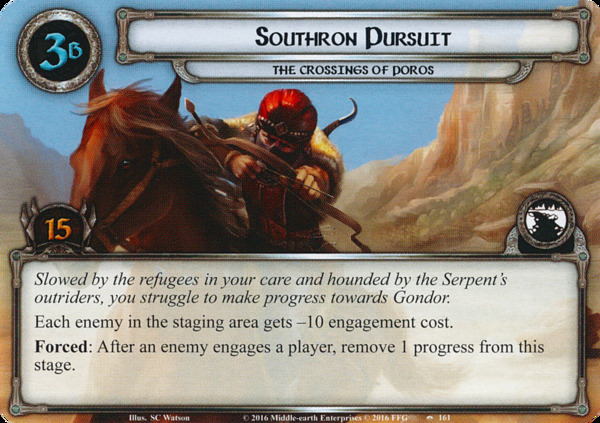 3B
SOUTHRON PURSUIT
THE CROSSINGS OF POROS
15
Slowed by the refugees in your care and hounded by the Serpent's
outriders, you struggle to make progress towards Gondor.
Each enemy in the staging area gets –10 engagement cost.
Forced: After an enemy engages a player, remove 1 progress from this
stage.
Illus. SC Watson © 2016 Middle-earth Enterprises © 2016 FFG 161